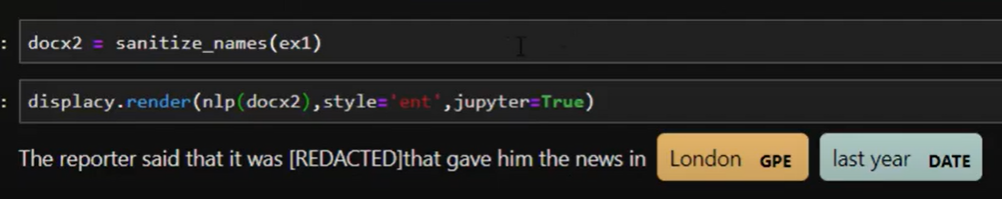 : docx2 = sanitize_names(ex1)
: displacy.render(nlp(docx2),style='ent',jupyter=True)
The reporter said that it was [REDACTED]that gave him the news in London GPE last year DATE